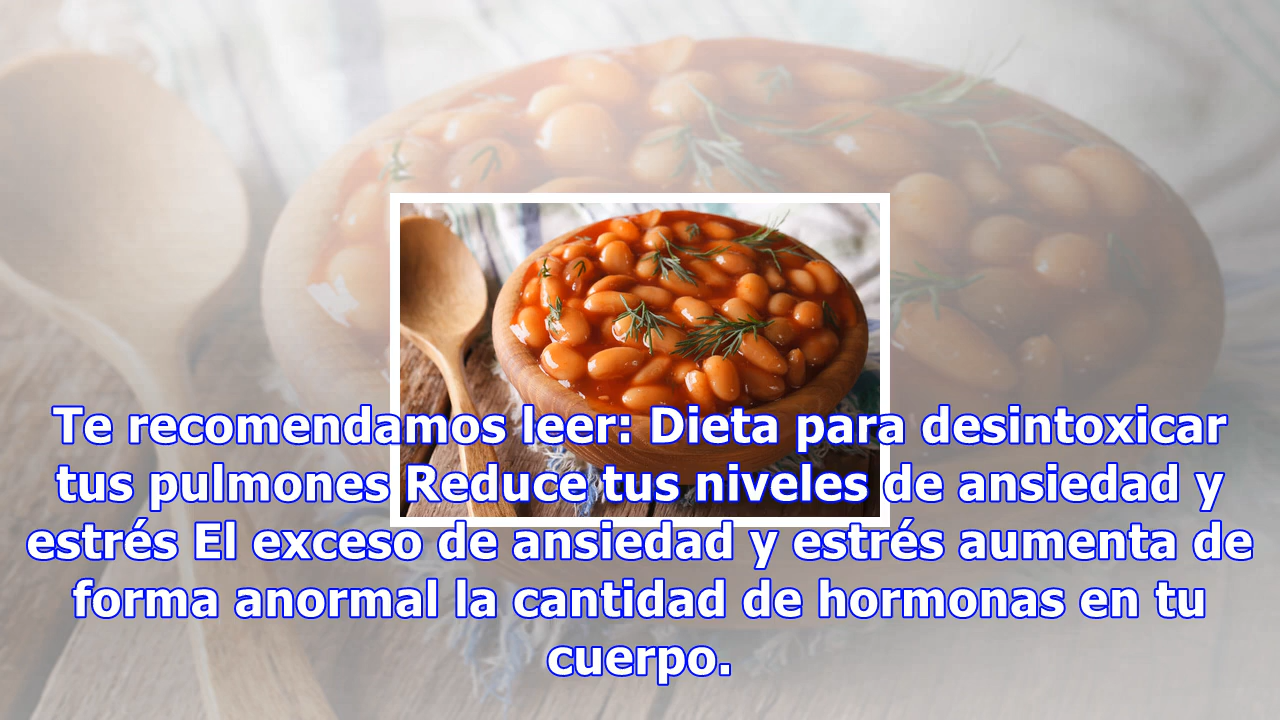 Te recomendamos leer: Dieta para desintoxicar
tus pulmones Reduce tus niveles de ansiedad y
estrés El exceso de ansiedad y estrés aumenta de
forma anormal la cantidad de hormonas en tu
cuerpo.